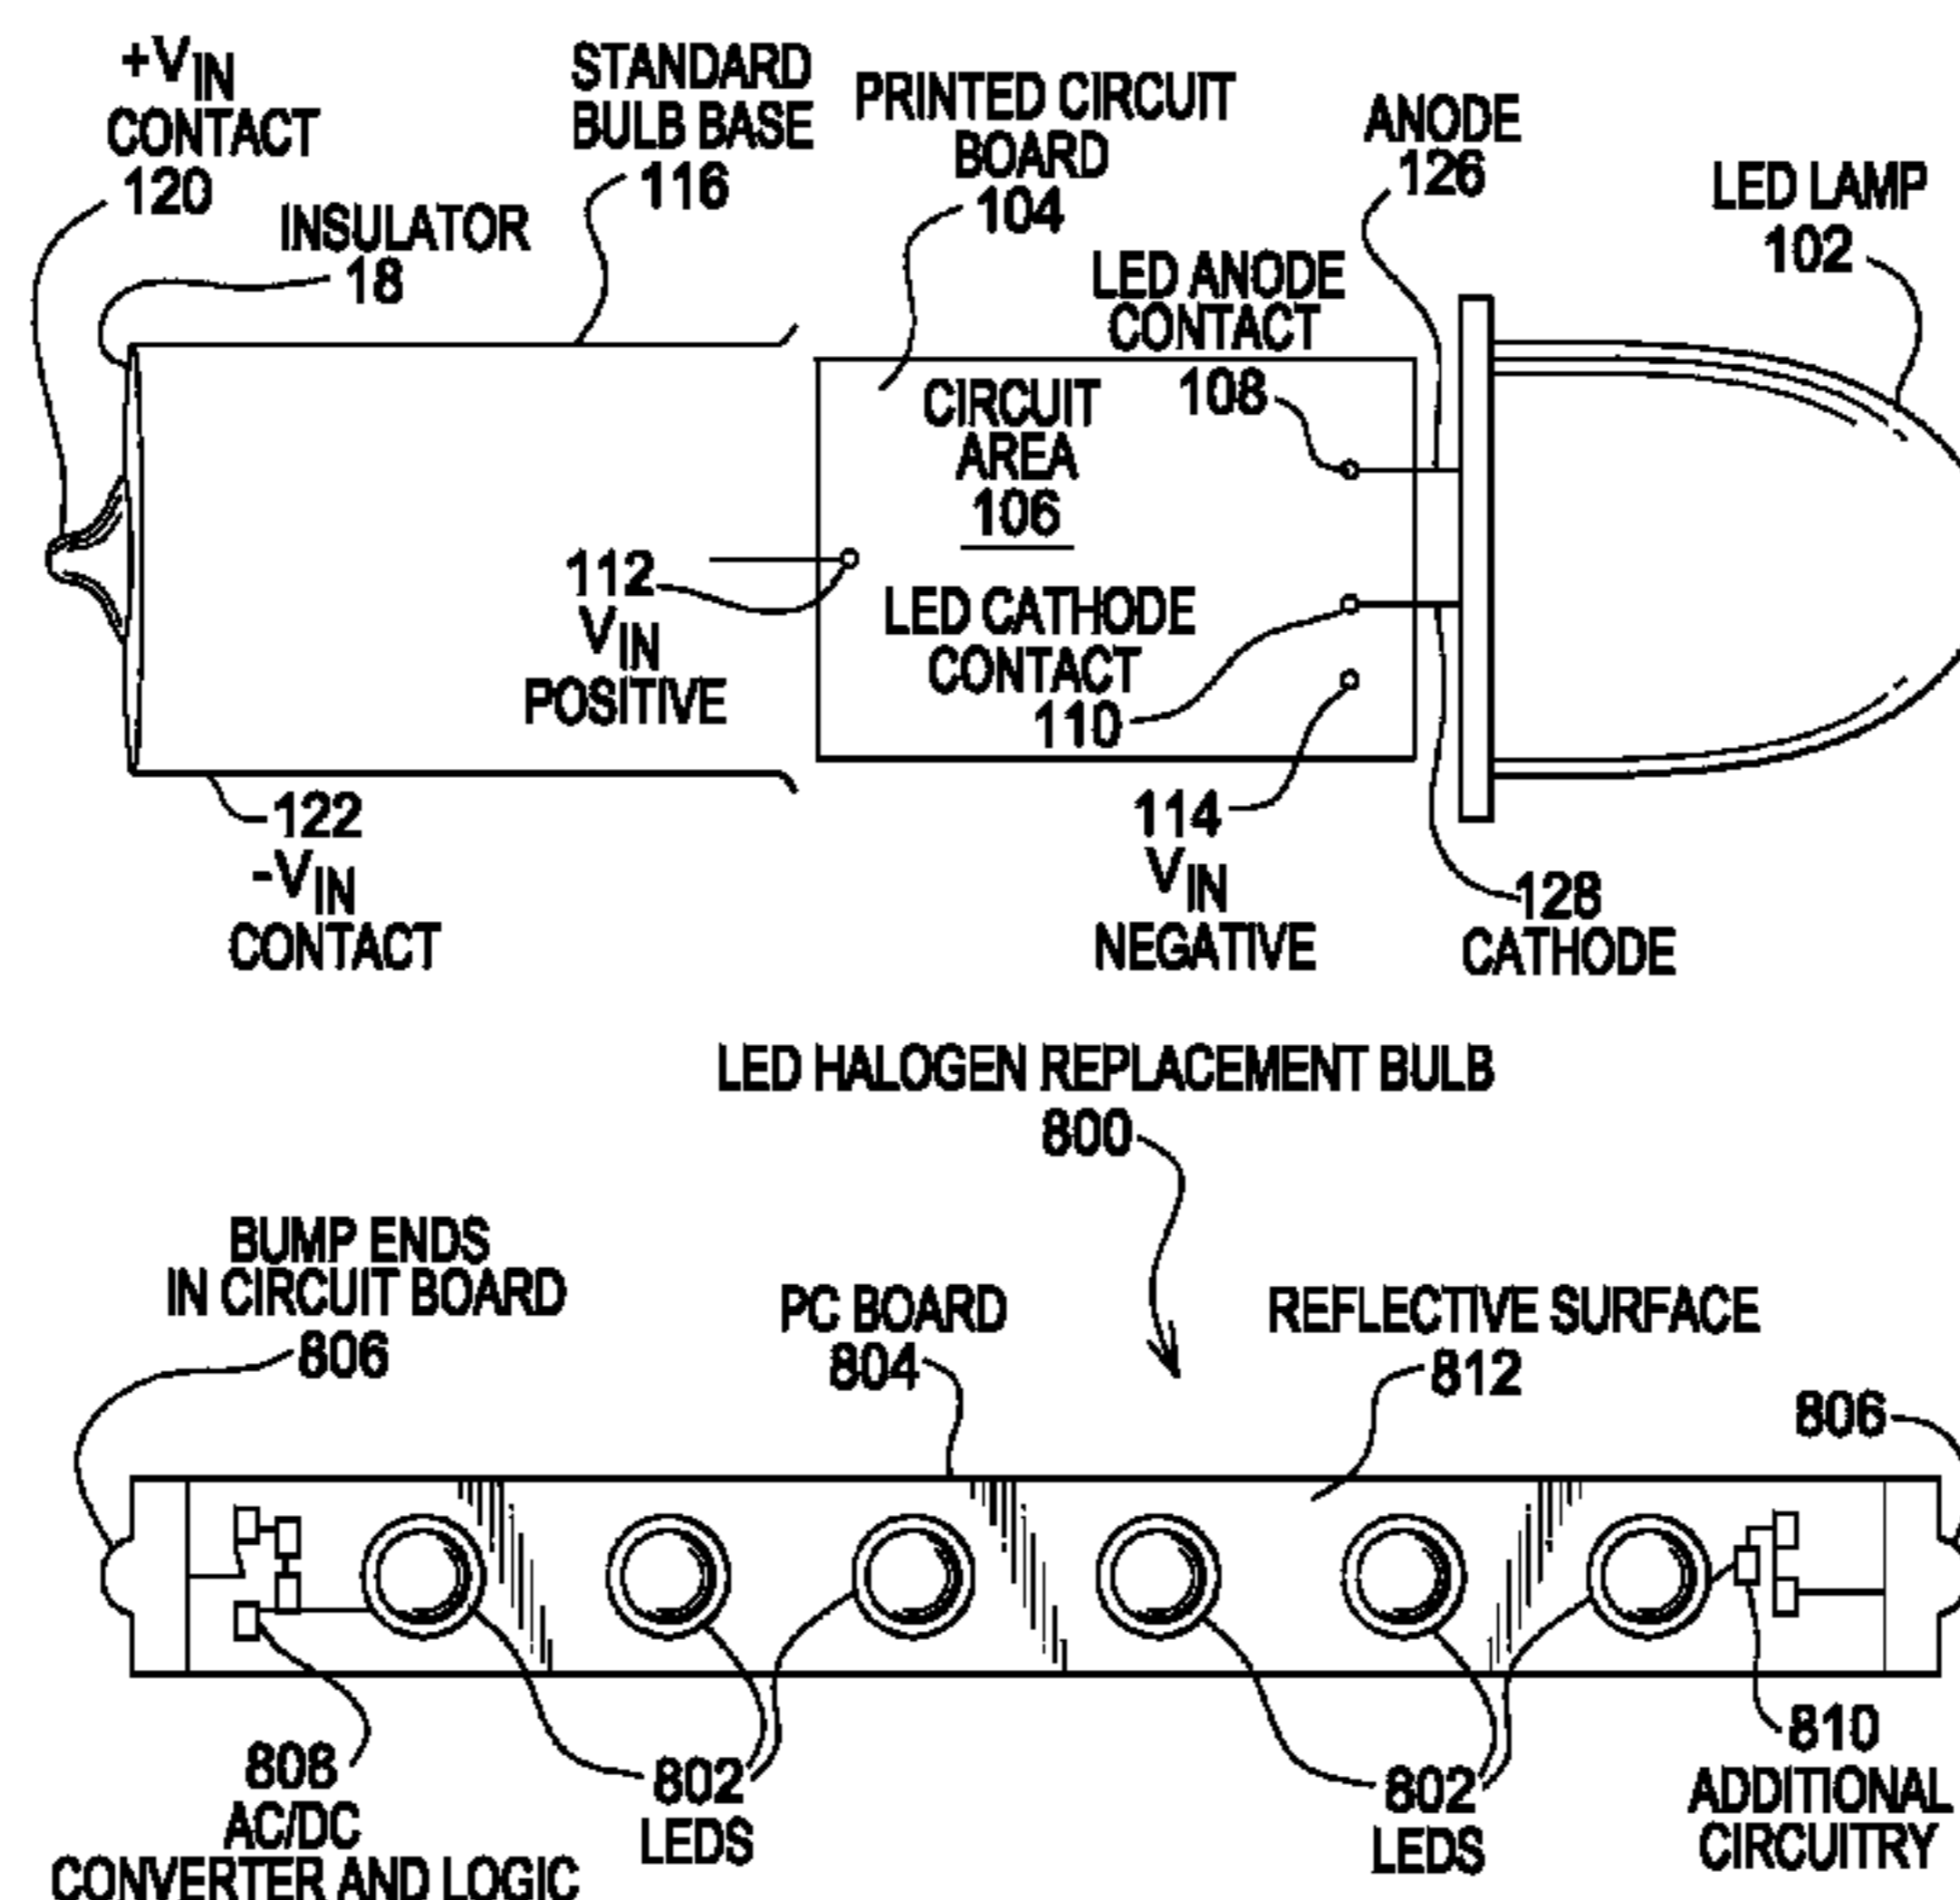 +VIN
CONTACT
120
INSULATOR
18
STANDARD
BULB BASE
116
PRINTED CIRCUIT
BOARD
104
ANODE
126
LED LAMP
102
LED ANODE
CONTACT
108
CIRCUIT
AREA
106
112
VIN
POSITIVE
LED CATHODE
CONTACT
110
122
-VIN
CONTACT
114
VIN
NEGATIVE
128
CATHODE
LED HALOGEN REPLACEMENT BULB
800
BUMP ENDS
IN CIRCUIT BOARD
806
PC BOARD
804
REFLECTIVE SURFACE
812
806
808
AC/DC
CONVERTER AND LOGIC
802
LEDS
802
LEDS
810
ADDITIONAL
CIRCUITRY